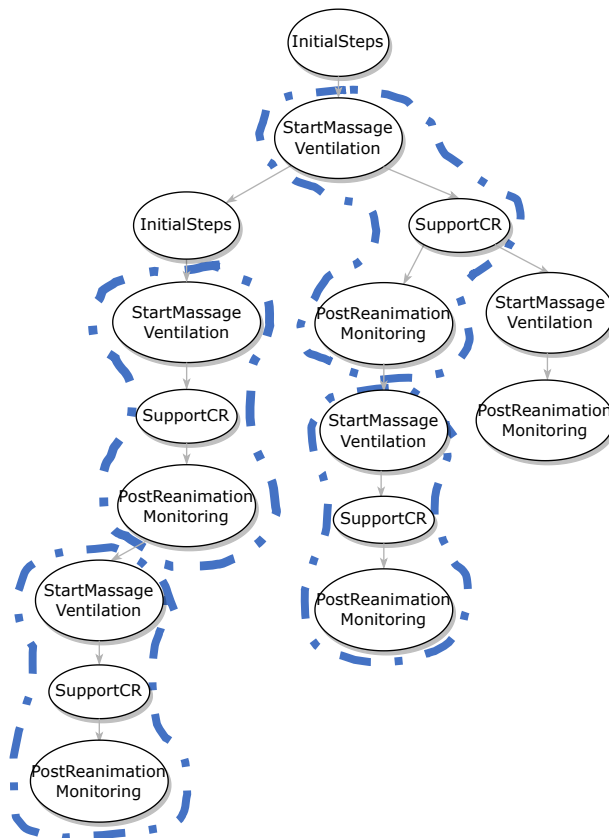 InitialSteps
StartMassage
Ventilation
InitialSteps
SupportCR
StartMassage
Ventilation
PostReanimation
Monitoring
StartMassage
Ventilation
SupportCR
StartMassage
Ventilation
PostReanimation
Monitoring
PostReanimation
Monitoring
SupportCR
StartMassage
Ventilation
PostReanimation
Monitoring
SupportCR
PostReanimation
Monitoring